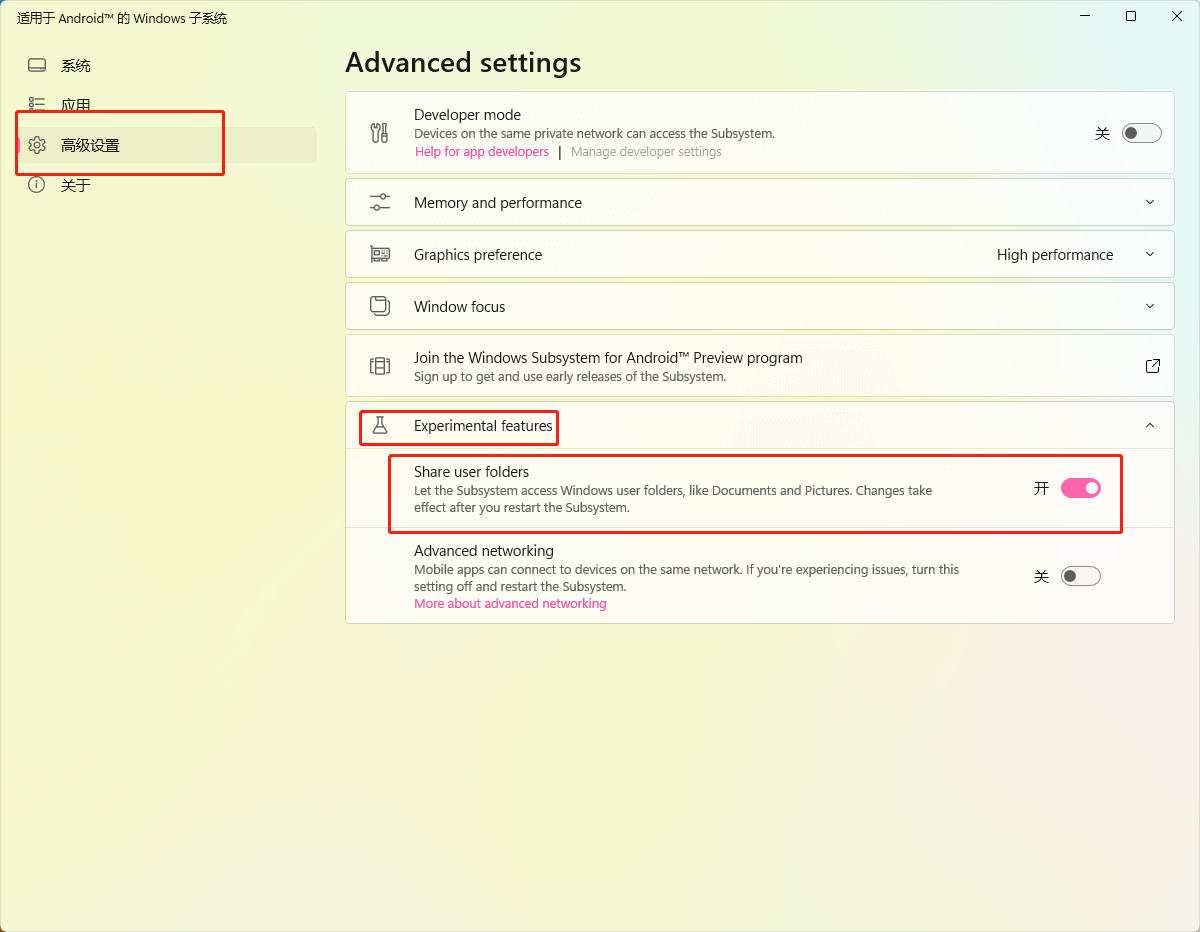 适用于 Android™ 的 Windows 子系统
系统
应用
高级设置
关于
Advanced settings
Developer mode
Devices on the same private network can access the Subsystem.
Help for app developers | Manage developer settings
关
Memory and performance
Graphics preference
High performance
Window focus
Join the Windows Subsystem for Android™ Preview program
Sign up to get and use early releases of the Subsystem.
Experimental features
Share user folders
Let the Subsystem access Windows user folders, like Documents and Pictures. Changes take
effect after you restart the Subsystem.
开
Advanced networking
Mobile apps can connect to devices on the same network. If you're experiencing issues, turn this
setting off and restart the Subsystem.
More about advanced networking
关